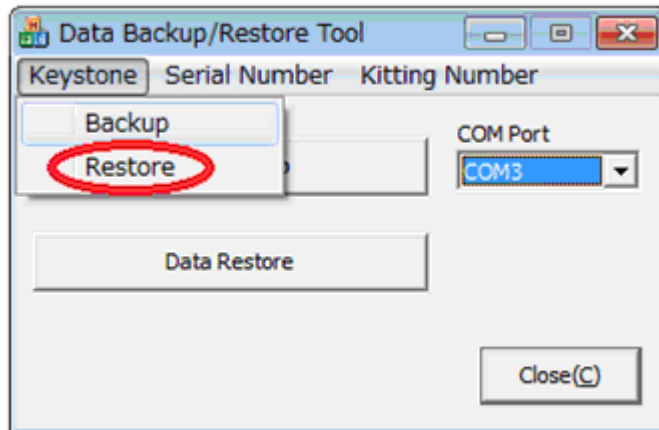 Data Backup/Restore Tool
Keystone Serial Number Kitting Number
Backup
Restore
COM Port
COM3
Data Restore
Close(C)